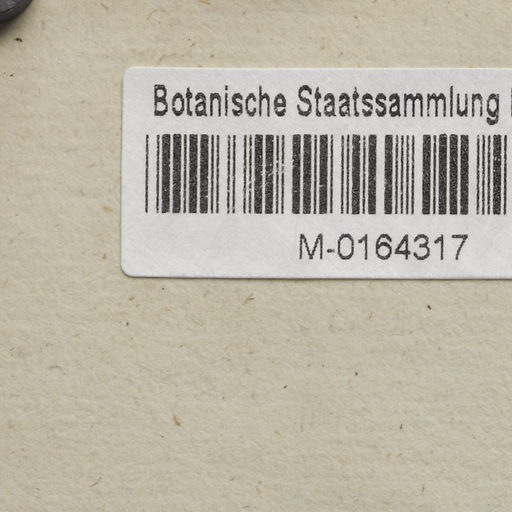 Botanische Staatssammlung
M-0164317